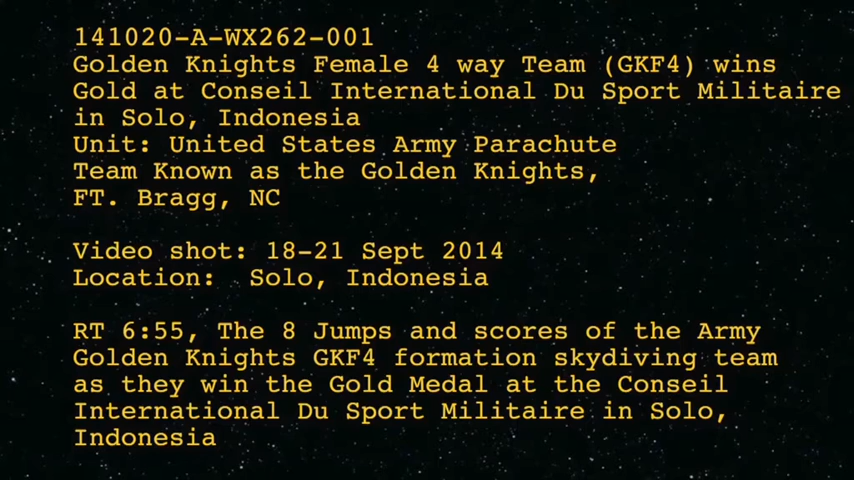 141020-A-WX262-001
Golden Knights Female 4 way Team (GKF4) wins
Gold at Conseil International Du Sport Militaire
in Solo, Indonesia
Unit: United States Army Parachute
Team Known as the Golden Knights,
FT. Bragg, NC
Video shot: 18-21 Sept 2014
Location:  Solo, Indonesia
RT 6:55, The 8 Jumps and scores of the Army
Golden Knights GKF4 formation skydiving team
as they win the Gold Medal at the Conseil
International Du Sport Militaire in Solo,
Indonesia